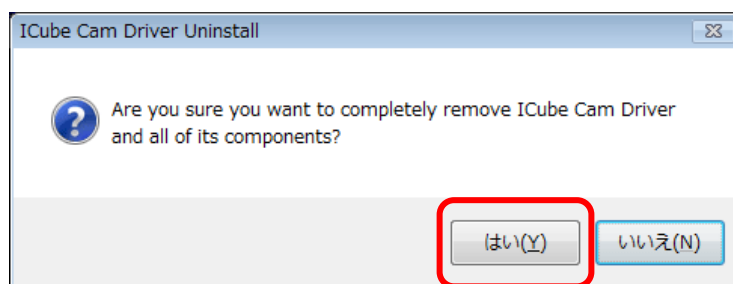 ICube Cam Driver Uninstall
Are you sure you want to completely remove ICube Cam Driver
and all of its components?
はい(Y)
いいえ(N)